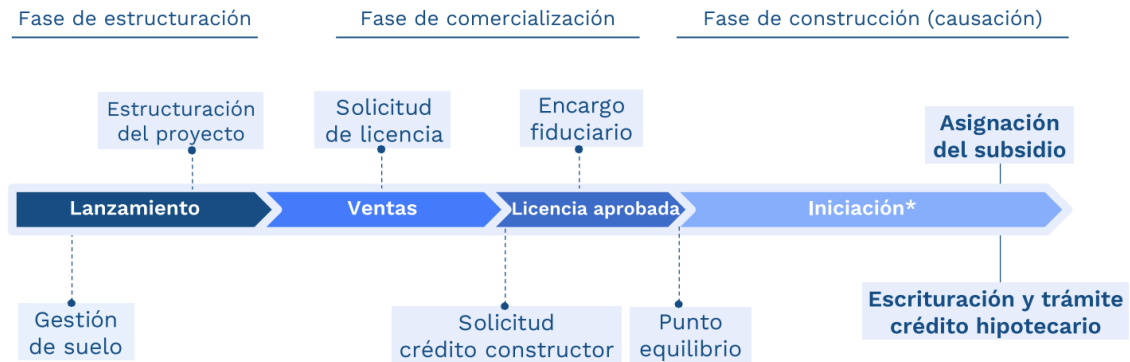 Fase de estructuración
Fase de comercialización
Fase de construcción (causación)
Estructuración
del proyecto
Solicitud
de licencia
Encargo
fiduciario
Asignación
del subsidio
Lanzamiento
Ventas
Licencia aprobada
Iniciación*
Gestión
de suelo
Solicitud
crédito constructor
Punto
equilibrio
Escrituración y trámite
crédito hipotecario